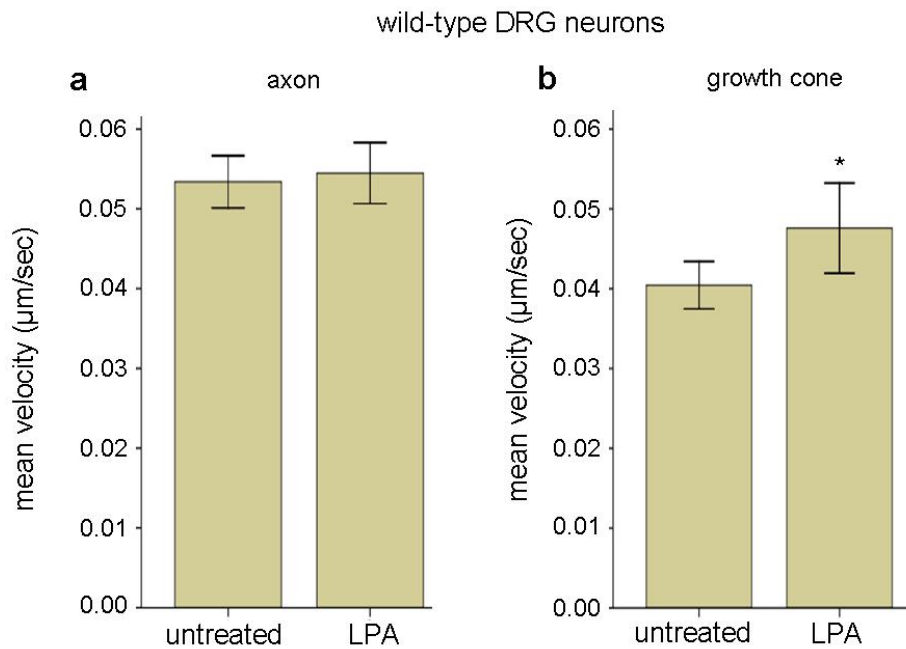 wild-type DRG neurons
a
axon
mean velocity (µm/sec)
0.06
0.05
0.04
0.03
0.02
0.01
0.00
untreated LPA
b
growth cone
mean velocity (µm/sec)
0.06
0.05
0.04
0.03
0.02
0.01
0.00
*
untreated LPA